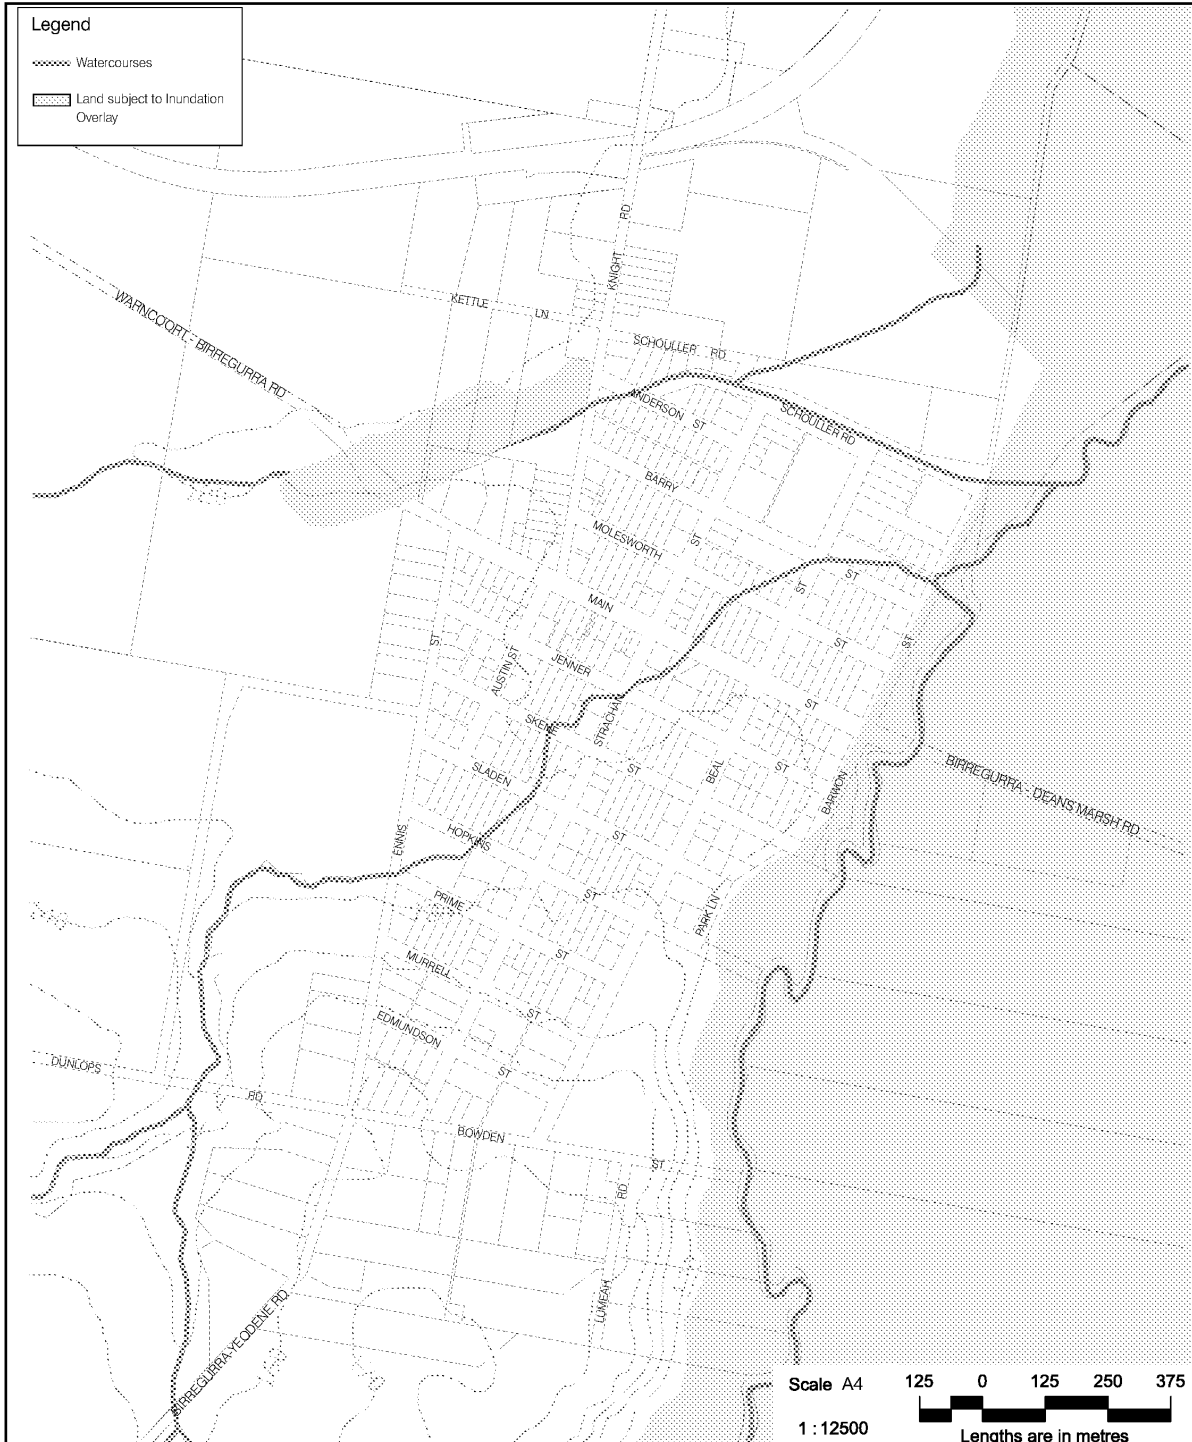 Legend
Watercourses
Land subject to Inundation
Overlay
KNIGHT RD
WARNCOORT - BIRREGURRA RD
KETTLE LN
SCHOULLER RD
ANDERSON ST
SCHOULLER RD
BARRY ST
MOLESWORTH ST
MAIN ST
JENNER ST
AUSTIN ST
SKENE ST
STRACHAN ST
SLADEN ST
BEAL ST
BARWON ST
BIRREGURRA - DEANS MARSH RD
HOPKINS ST
ENNIS ST
PRIME ST
PARK LN
MURRELL ST
EDMUNDSON ST
DUNLOPS RD
BOWDEN ST
LUMEAH RD
BIRREGURRA-YEODENE RD
Scale A4
125 0 125 250 375
1 : 12500
Lengths are in metres